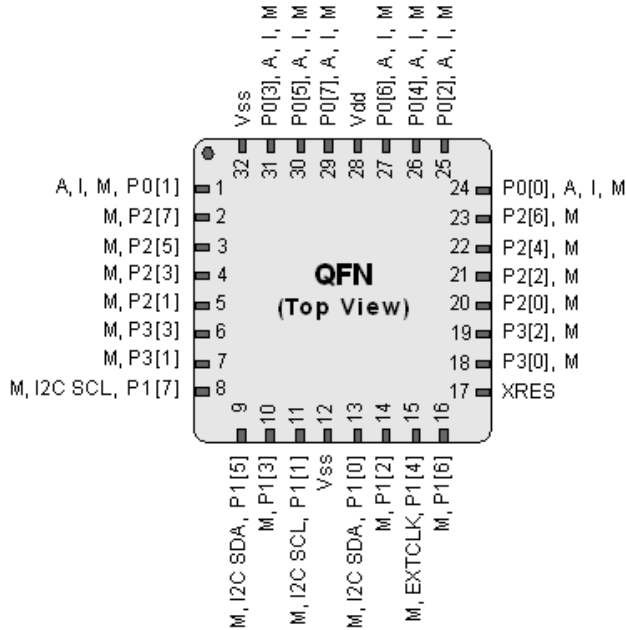 Vss
P0[3], A, I, M
P0[5], A, I, M
P0[7], A, I, M
Vdd
P0[6], A, I, M
P0[4], A, I, M
P0[2], A, I, M
32
31
30
29
28
27
26
25
A, I, M, P0[1] 1
M, P2[7] 2
M, P2[5] 3
M, P2[3] 4
M, P2[1] 5
M, P3[3] 6
M, P3[1] 7
M, I2C SCL, P1[7] 8
QFN
(Top View)
24 P0[0], A, I, M
23 P2[6], M
22 P2[4], M
21 P2[2], M
20 P2[0], M
19 P3[2], M
18 P3[0], M
17 XRES
9
10
11
12
13
14
15
16
M, I2C SDA, P1[5]
M, P1[3]
M, I2C SCL, P1[1]
Vss
M, I2C SDA, P1[0]
M, P1[2]
M, EXTCLK, P1[4]
M, P1[6]